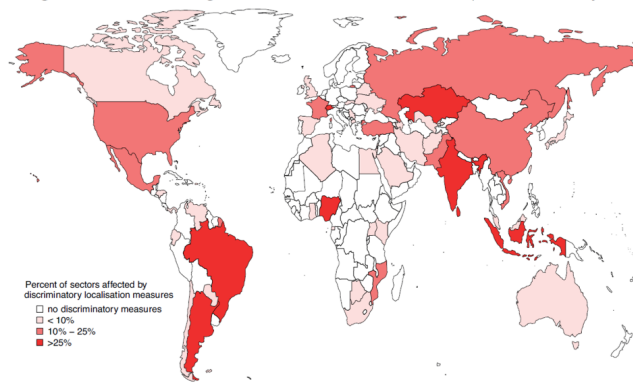 Percent of sectors affected by
discriminatory localisation measures
no discriminatory measures
< 10%
10% – 25%
>25%